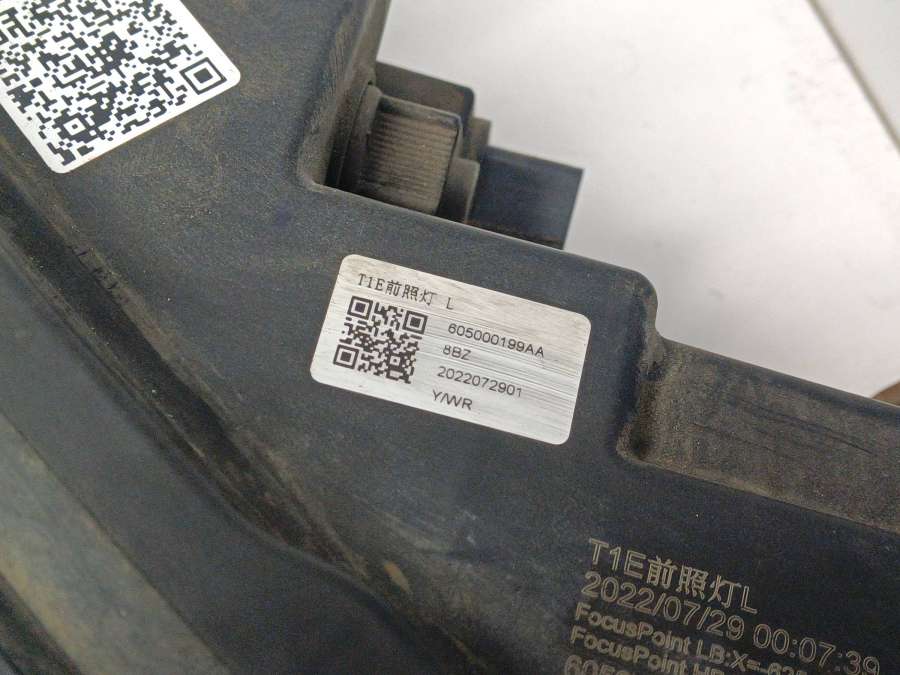 T1E前照灯 L
605000199AA
8BZ
2022072901
Y/WR
T1E前照灯L
2022/07/29 00:07:39
FocusPoint LB:X=-635
FocusPoint